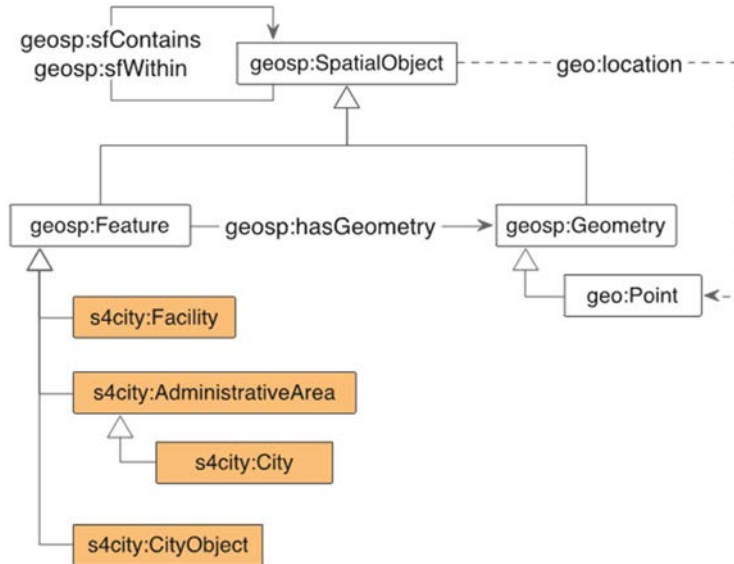 geosp:sfContains
geosp:sfWithin
geosp:SpatialObject
geo:location
geosp:Feature
geosp:hasGeometry
geosp:Geometry
geo:Point
s4city:Facility
s4city:AdministrativeArea
s4city:City
s4city:CityObject